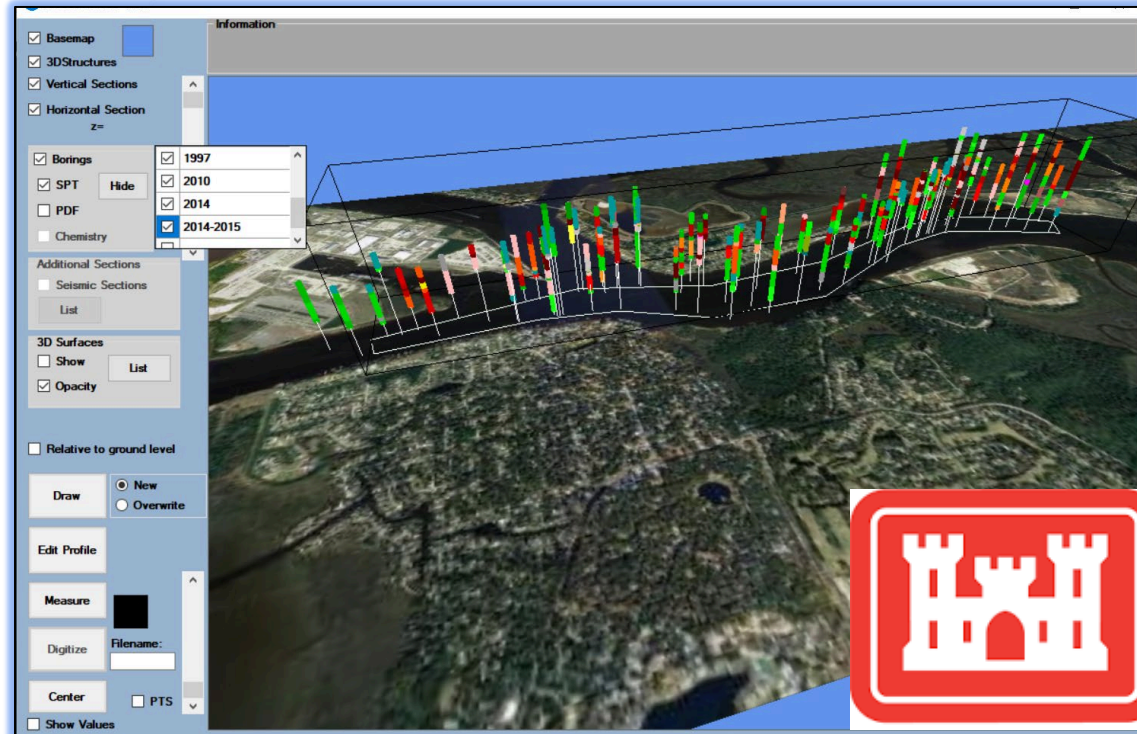 Information
Basemap
3DStructures
Vertical Sections
Horizontal Section
z=
Borings
SPT
Hide
PDF
Chemistry
1997
2010
2014
2014-2015
Additional Sections
Seismic Sections
List
3D Surfaces
Show
List
Opacity
Relative to ground level
Draw
New
Overwrite
Edit Profile
Measure
Digitize
Filename:
Center
PTS
Show Values